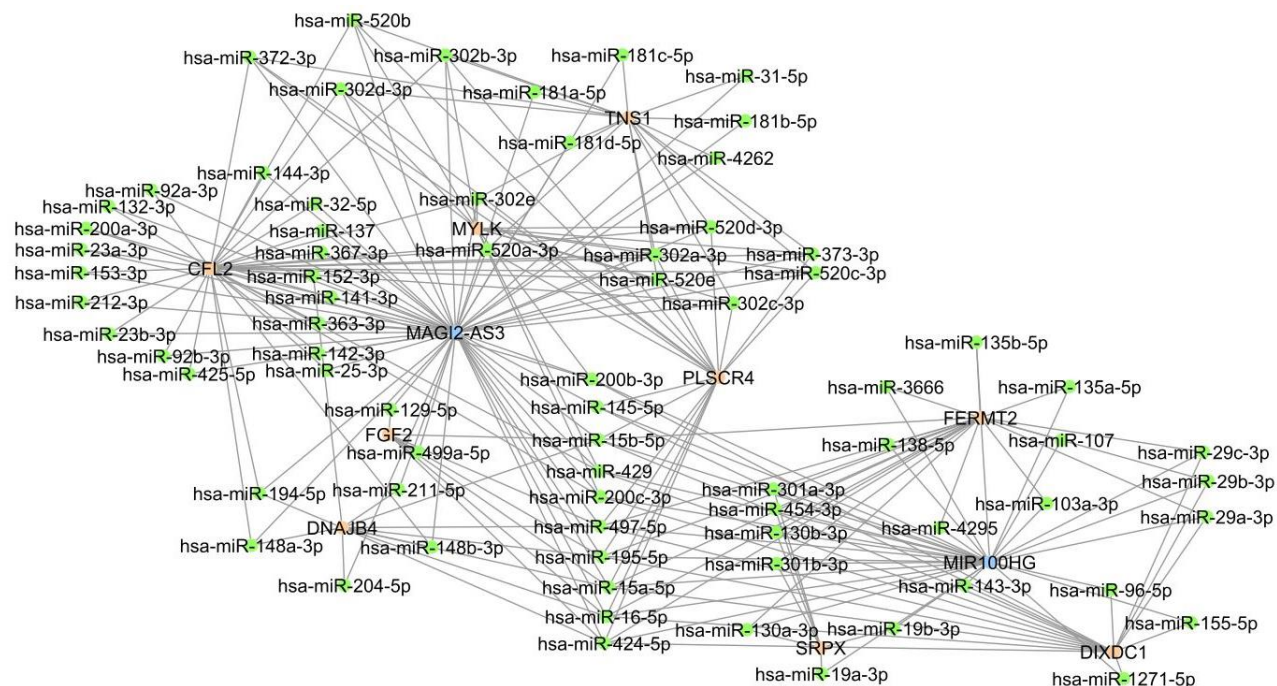 hsa-miR-520b
hsa-miR-372-3p
hsa-miR-302b-3p
hsa-miR-181c-5p
hsa-miR-31-5p
hsa-miR-302d-3p
hsa-miR-181a-5p
TNS1
hsa-miR-181b-5p
hsa-miR-181d-5p
hsa-miR-4262
hsa-miR-144-3p
hsa-miR-92a-3p
hsa-miR-132-3p
hsa-miR-32-5p
hsa-miR-302e
hsa-miR-200a-3p
hsa-miR-137
MYLK
hsa-miR-520d-3p
hsa-miR-23a-3p
hsa-miR-367-3p
hsa-miR-520a-3p
hsa-miR-302a-3p
hsa-miR-373-3p
hsa-miR-153-3p
CFL2
hsa-miR-152-3p
hsa-miR-520e
hsa-miR-520c-3p
hsa-miR-212-3p
hsa-miR-141-3p
hsa-miR-302c-3p
hsa-miR-23b-3p
hsa-miR-363-3p
MAGI2-AS3
hsa-miR-92b-3p
hsa-miR-142-3p
hsa-miR-135b-5p
hsa-miR-425-5p
hsa-miR-25-3p
hsa-miR-200b-3p
PLSCR4
hsa-miR-3666
hsa-miR-135a-5p
hsa-miR-129-5p
hsa-miR-145-5p
FERMT2
FGF2
hsa-miR-15b-5p
hsa-miR-138-5p
hsa-miR-107
hsa-miR-499a-5p
hsa-miR-29c-3p
hsa-miR-429
hsa-miR-29b-3p
hsa-miR-194-5p
hsa-miR-211-5p
hsa-miR-200c-3p
hsa-miR-301a-3p
hsa-miR-103a-3p
hsa-miR-454-3p
hsa-miR-29a-3p
DNAJB4
hsa-miR-497-5p
hsa-miR-130b-3p
hsa-miR-4295
hsa-miR-148a-3p
hsa-miR-148b-3p
hsa-miR-195-5p
hsa-miR-301b-3p
MIR100HG
hsa-miR-204-5p
hsa-miR-15a-5p
hsa-miR-143-3p
hsa-miR-96-5p
hsa-miR-16-5p
hsa-miR-130a-3p
hsa-miR-19b-3p
hsa-miR-155-5p
hsa-miR-424-5p
SRPX
DIXDC1
hsa-miR-19a-3p
hsa-miR-1271-5p